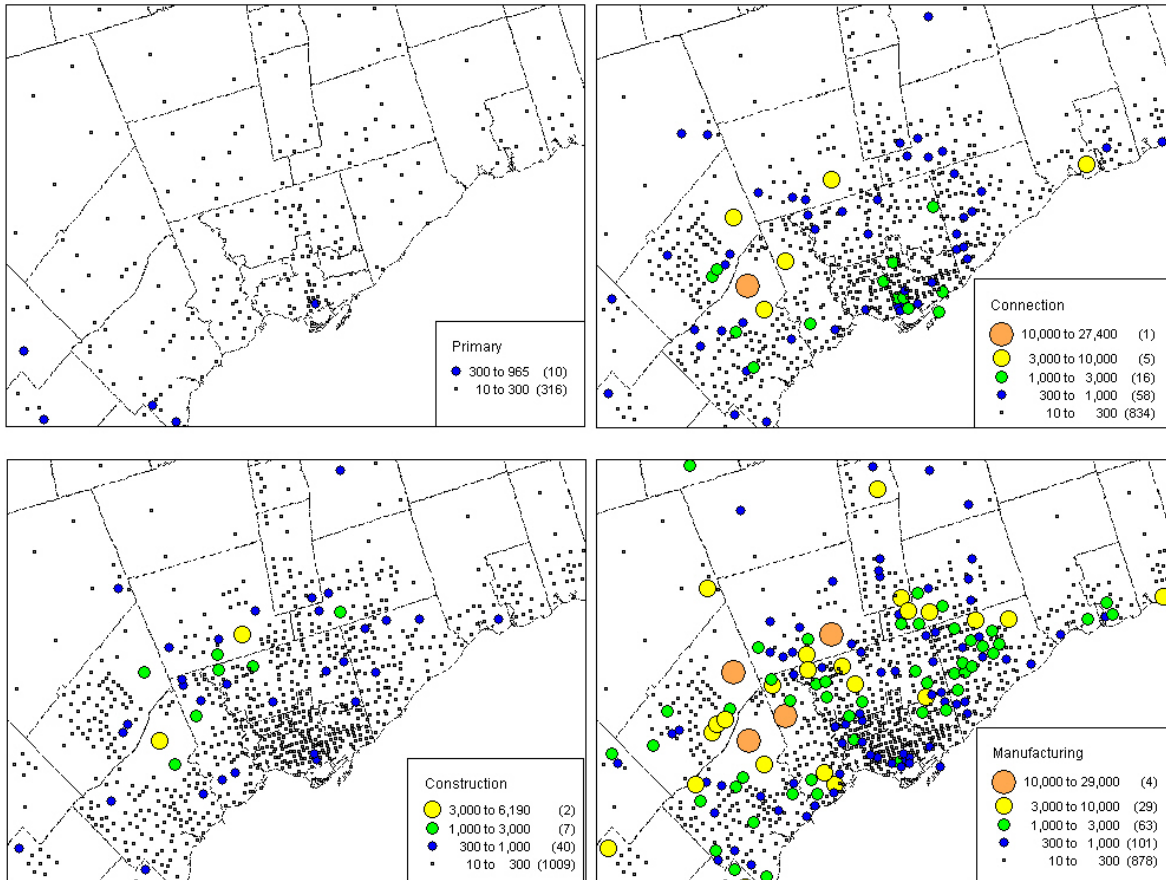 Primary
300 to 965 (10)
10 to 300 (316)
Connection
10,000 to 27,400 (1)
3,000 to 10,000 (5)
1,000 to 3,000 (16)
300 to 1,000 (58)
10 to 300 (834)
Construction
3,000 to 6,190 (2)
1,000 to 3,000 (7)
300 to 1,000 (40)
10 to 300 (1009)
Manufacturing
10,000 to 29,000 (4)
3,000 to 10,000 (29)
1,000 to 3,000 (63)
300 to 1,000 (101)
10 to 300 (878)